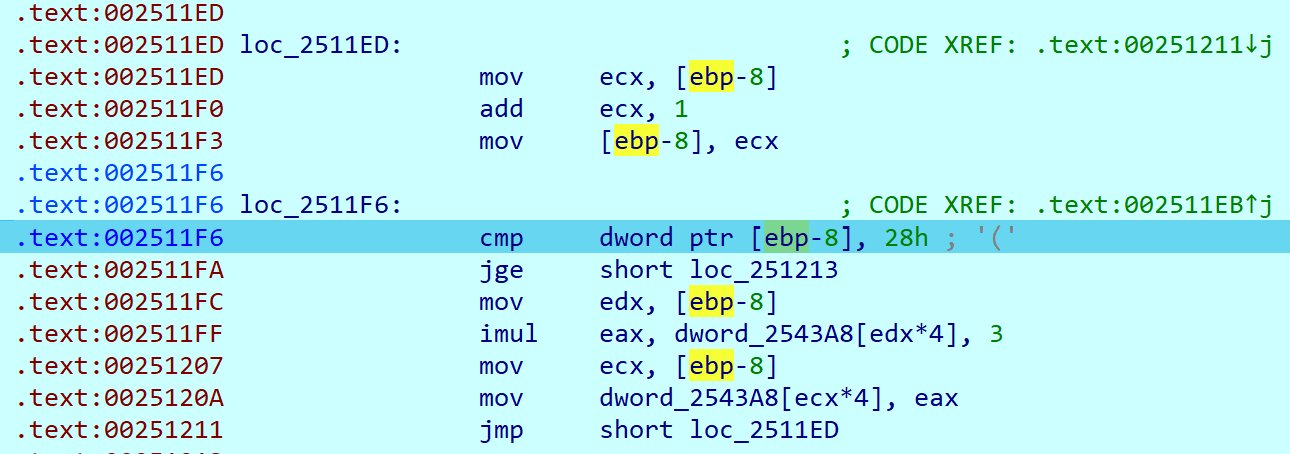 .text:002511ED
.text:002511ED loc_2511ED: ; CODE XREF: .text:00251211↓j
.text:002511ED mov ecx, [ebp-8]
.text:002511F0 add ecx, 1
.text:002511F3 mov [ebp-8], ecx
.text:002511F6
.text:002511F6 loc_2511F6: ; CODE XREF: .text:002511EB↑j
.text:002511F6 cmp dword ptr [ebp-8], 28h ; '('
.text:002511FA jge short loc_251213
.text:002511FC mov edx, [ebp-8]
.text:002511FF imul eax, dword_2543A8[edx*4], 3
.text:00251207 mov ecx, [ebp-8]
.text:0025120A mov dword_2543A8[ecx*4], eax
.text:00251211 jmp short loc_2511ED